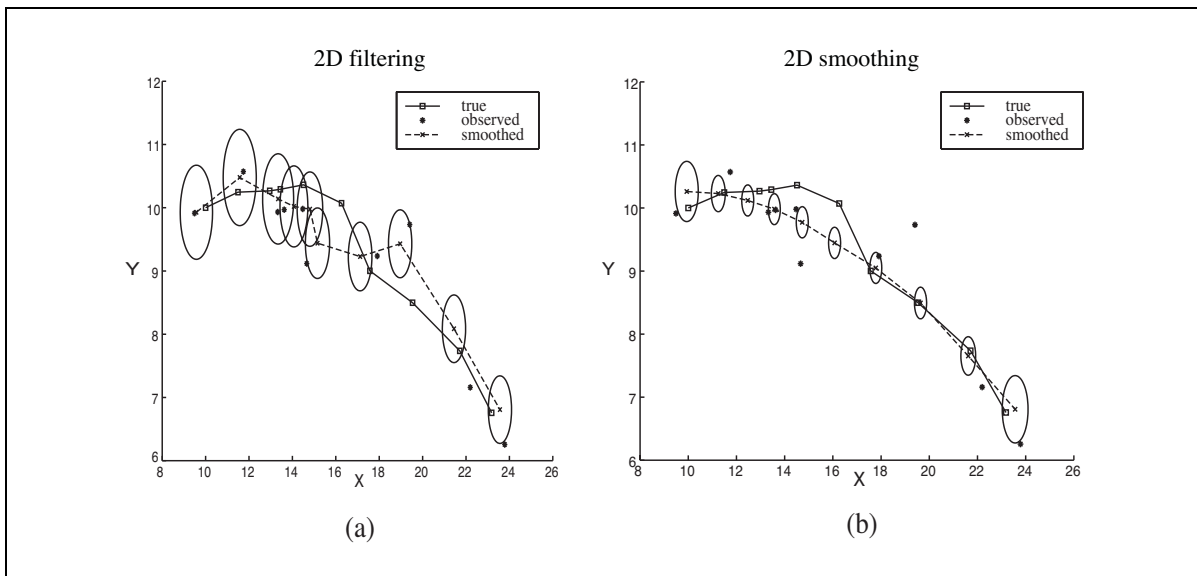 2D filtering
12
11
10
9
8
7
6
Y
8 10 12 14 16 18 20 22 24 26
X
true
observed
smoothed
(a)
2D smoothing
12
11
10
9
8
7
6
Y
8 10 12 14 16 18 20 22 24 26
X
true
observed
smoothed
(b)